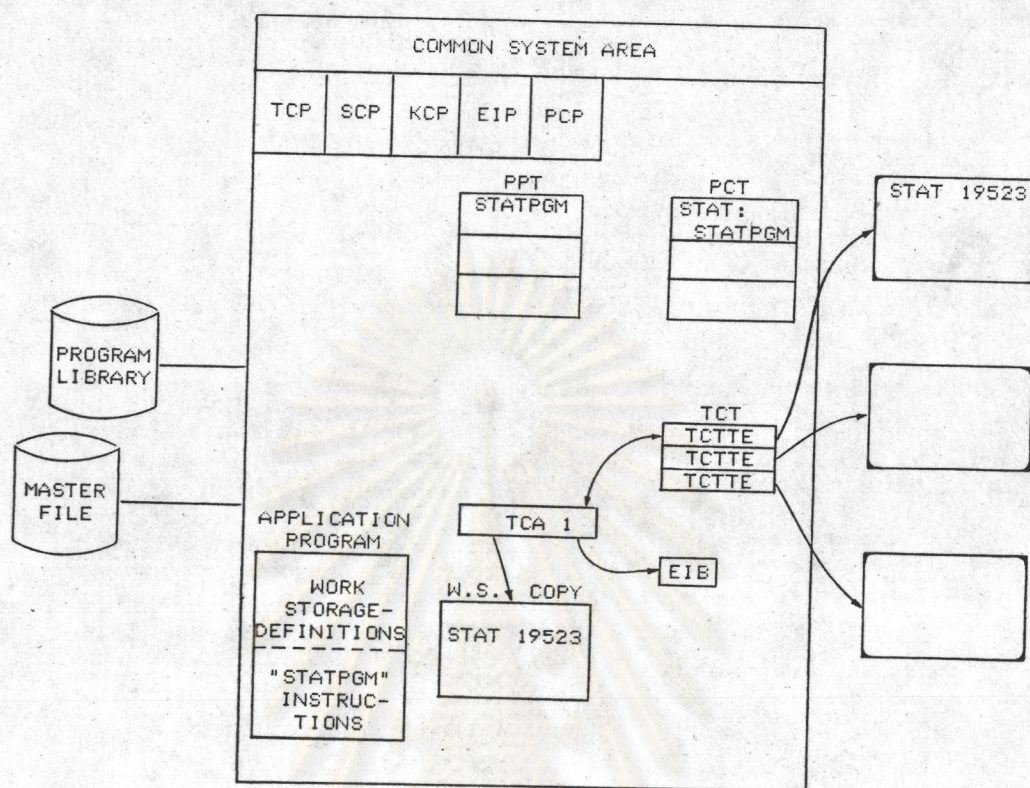 COMMON SYSTEM AREA
TCP SCP KCP EIP PCP
PPT
STATPGM
PCT
STAT:
STATPGM
STAT 19523
PROGRAM
LIBRARY
MASTER
FILE
TCT
TCTTE
TCTTE
TCTTE
TCA 1
EIB
APPLICATION
PROGRAM
WORK
STORAGE-
DEFINITIONS
"STATPGM"
INSTRUC-
TIONS
W.S. COPY
STAT 19523